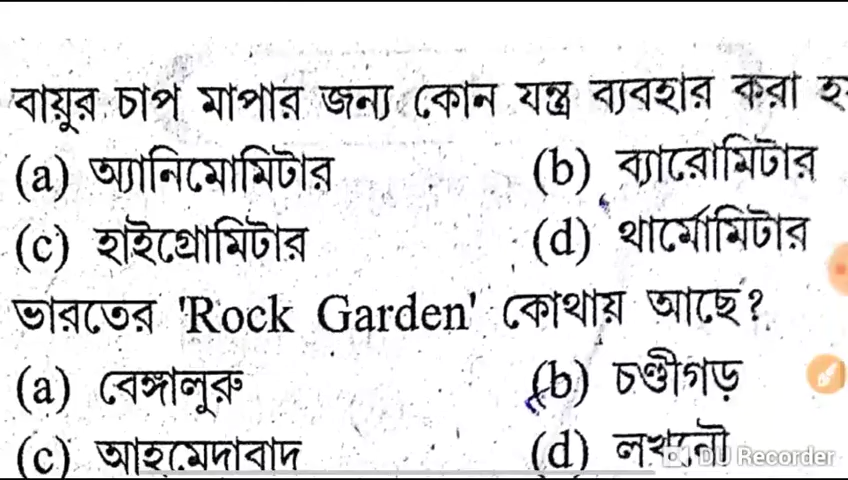 বায়ুর চাপ মাপার জন্য কোন যন্ত্র ব্যবহার করা
(a) অ্যানিমোমিটার (b) ব্যারোমিটার
(c) হাইগ্রোমিটার (d) থার্মোমিটার
ভারতের 'Rock Garden' কোথায় আছে?
(a) বেঙ্গালুরু (b) চণ্ডীগড়
(c) আহমেদাবাদ (d) লখনৌ
DU Recorder